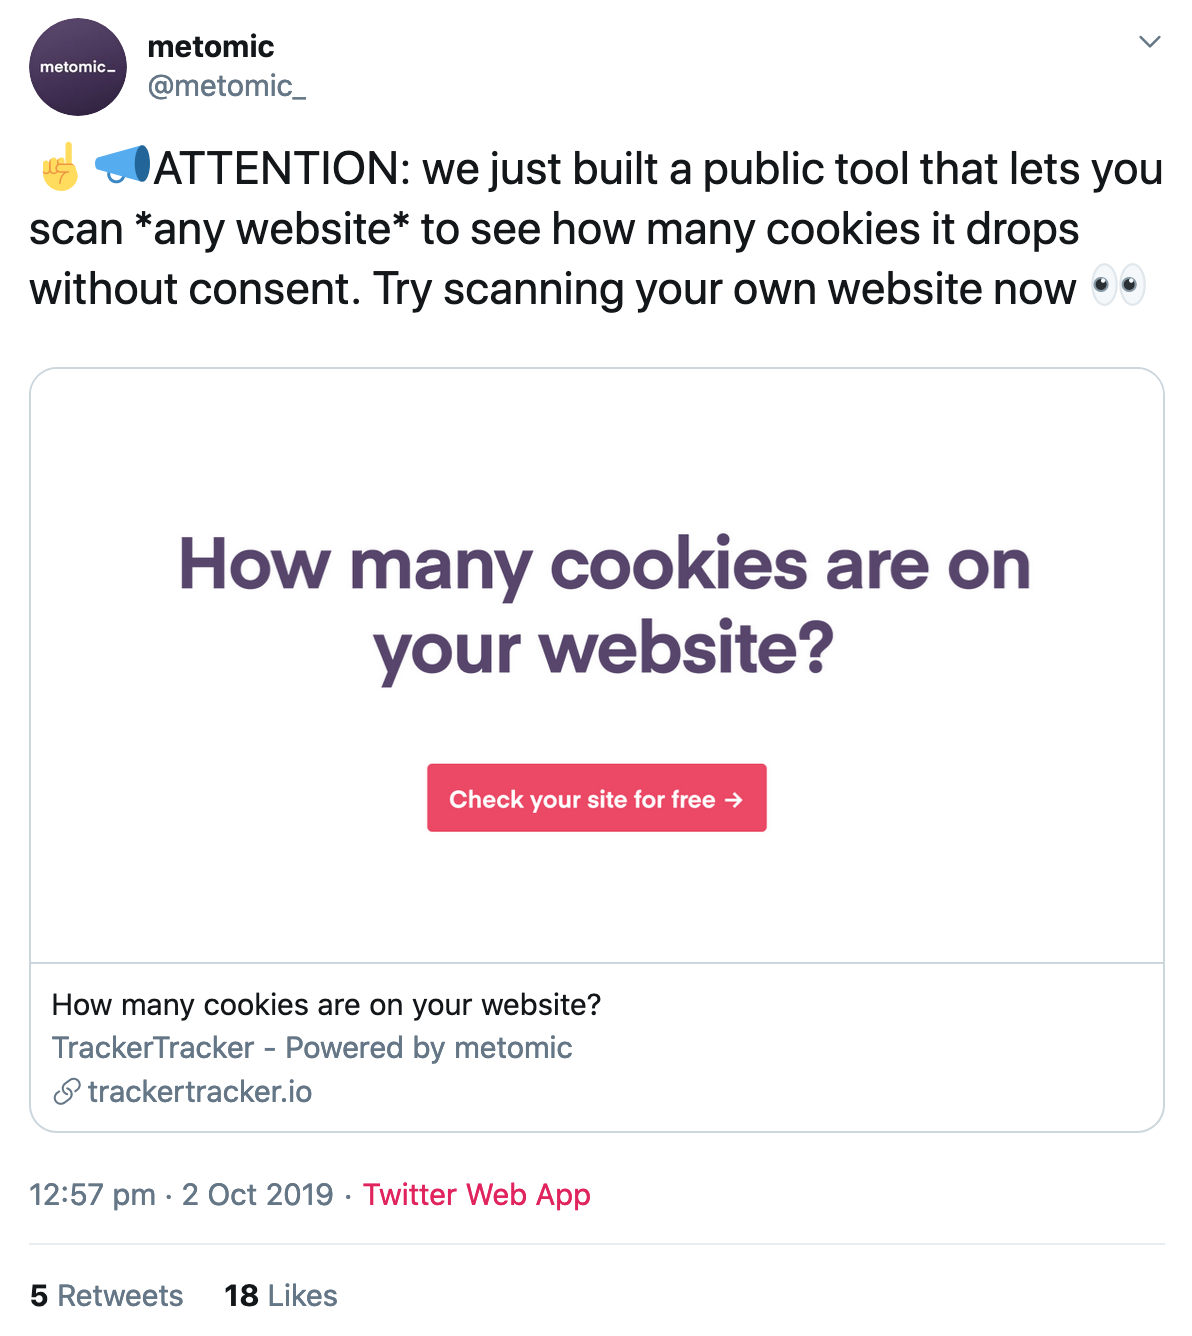 metomic_
metomic
@metomic_
☝️📣ATTENTION: we just built a public tool that lets you
scan *any website* to see how many cookies it drops
without consent. Try scanning your own website now 👀
How many cookies are on
your website?
Check your site for free →
How many cookies are on your website?
TrackerTracker - Powered by metomic
trackertracker.io
12:57 pm · 2 Oct 2019 · Twitter Web App
5 Retweets 18 Likes